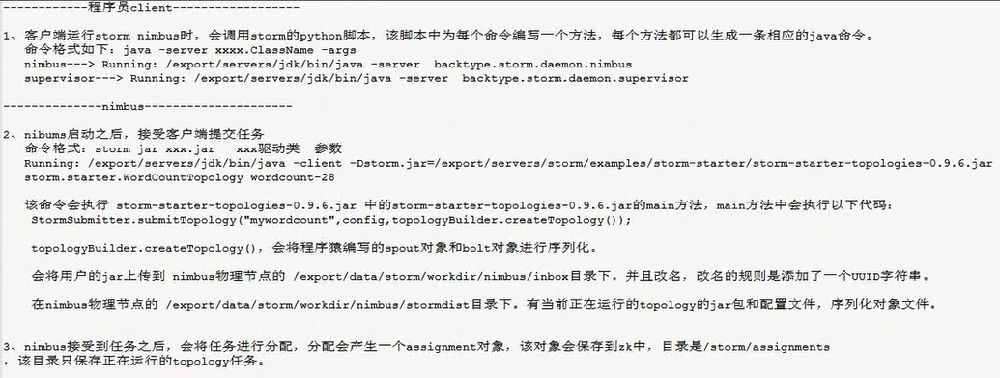 ------------程序员client------------------
1、客户端运行storm nimbus时，会调用storm的python脚本，该脚本中为每个命令编写一个方法，每个方法都可以生成一条相应的java命令。
命令格式如下：java -server xxxx.ClassName -args
nimbus---> Running: /export/servers/jdk/bin/java -server  backtype.storm.daemon.nimbus
supervisor---> Running: /export/servers/jdk/bin/java -server  backtype.storm.daemon.supervisor
--------------nimbus---------------------
2、nibums启动之后，接受客户端提交任务
命令格式：storm jar xxx.jar  xxx驱动类  参数
Running: /export/servers/jdk/bin/java -client -Dstorm.jar=/export/servers/storm/examples/storm-starter/storm-starter-topologies-0.9.6.jar
storm.starter.WordCountTopology wordcount-28
该命令会执行 storm-starter-topologies-0.9.6.jar 中的storm-starter-topologies-0.9.6.jar的main方法，main方法中会执行以下代码：
StormSubmitter.submitTopology("mywordcount",config,topologyBuilder.createTopology());
topologyBuilder.createTopology()，会将程序猿编写的spout对象和bolt对象进行序列化。
会将用户的jar上传到 nimbus物理节点的 /export/data/storm/workdir/nimbus/inbox目录下。并且改名，改名的规则是添加了一个UUID字符串。
在nimbus物理节点的 /export/data/storm/workdir/nimbus/stormdist目录下。有当前正在运行的topology的jar包和配置文件，序列化对象文件。
3、nimbus接受到任务之后，会将任务进行分配，分配会产生一个assignment对象，该对象会保存到zk中，目录是/storm/assignments
，该目录只保存正在运行的topology任务。